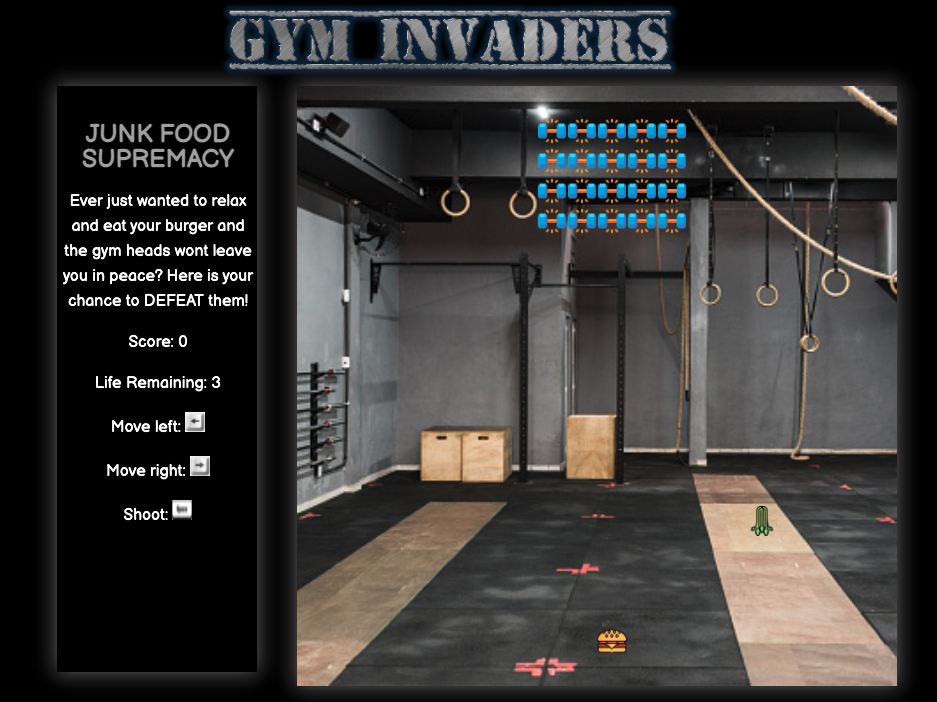 GYM INVADERS
JUNK FOOD
SUPREMACY
Ever just wanted to relax
and eat your burger and
the gym heads wont leave
you in peace? Here is your
chance to DEFEAT them!
Score: 0
Life Remaining: 3
Move left:
Move right:
Shoot: